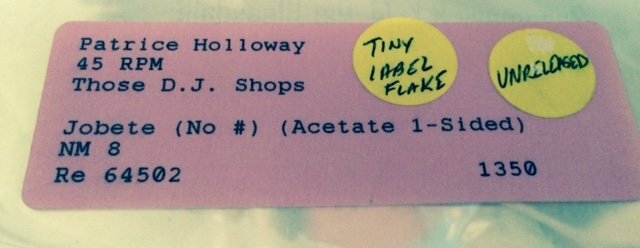 Patrice Holloway
45 RPM
Those D.J. Shops
TINY
LABEL
FLAKE
UNRELEASED
Jobete (No #) (Acetate 1-Sided)
NM 8
Re 64502
1350